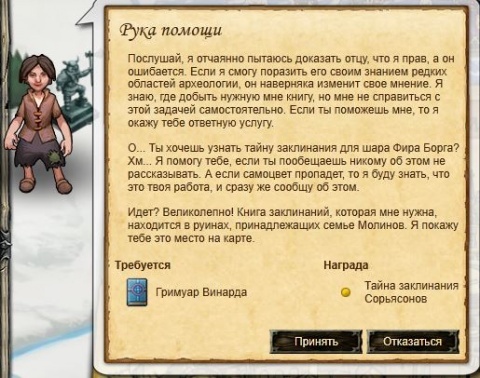 Рука помощи
Послушай, я отчаянно пытаюсь доказать отцу, что я прав, а он
ошибается. Если я смогу поразить его своим знанием редких
областей археологии, он наверняка изменит свое мнение. Я
знаю, где добыть нужную мне книгу, но мне не справиться с
этой задачей самостоятельно. Если ты поможешь мне, то я
окажу тебе ответную услугу.
О... Ты хочешь узнать тайну заклинания для шара Фира Борга?
Хм... Я помогу тебе, если ты пообещаешь никому об этом не
рассказывать. А если самоцвет пропадет, то я буду знать, что
это твоя работа, и сразу же сообщу об этом.
Идет? Великолепно! Книга заклинаний, которая мне нужна,
находится в руинах, принадлежащих семье Молинов. Я покажу
тебе это место на карте.
Требуется
Награда
Гримуар Винарда
Тайна заклинания
Сорьясонов
Принять
Отказаться